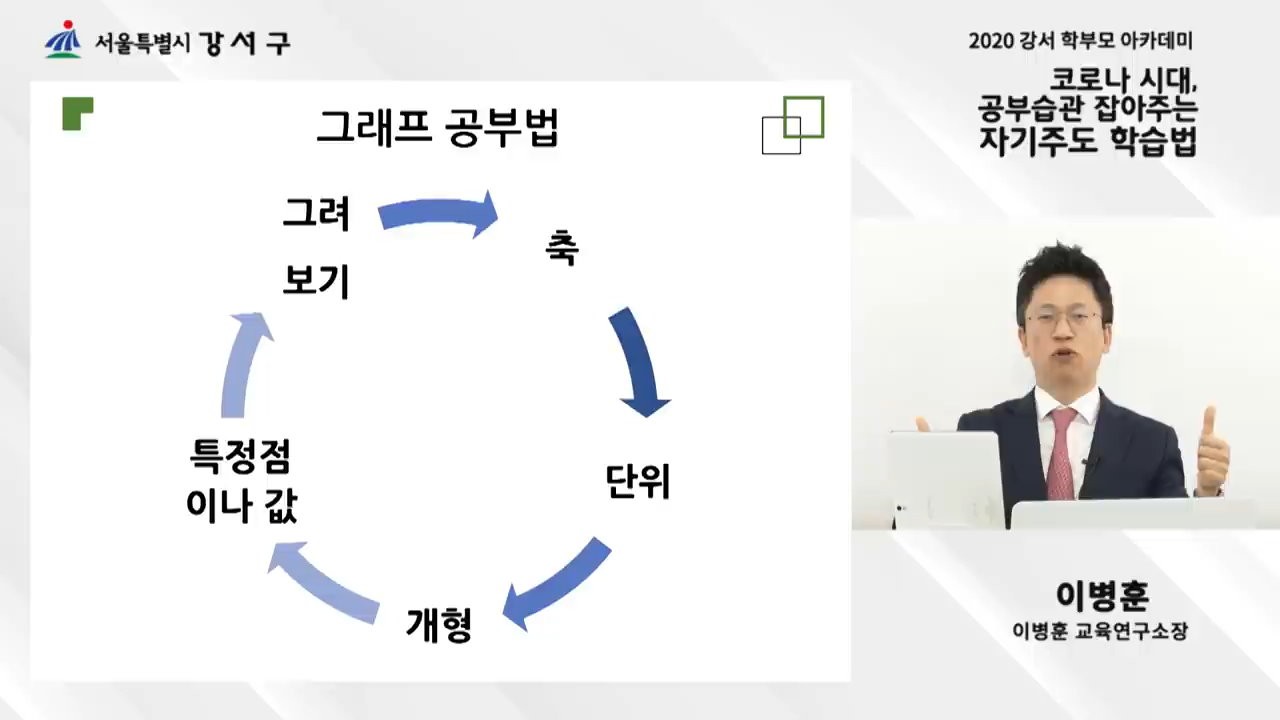 서울특별시 강서구
2020 강서 학부모 아카데미
코로나 시대,
공부습관 잡아주는
자기주도 학습법
그래프 공부법
그려
보기
축
단위
개형
특정점
이나 값
이병훈
이병훈 교육연구소장